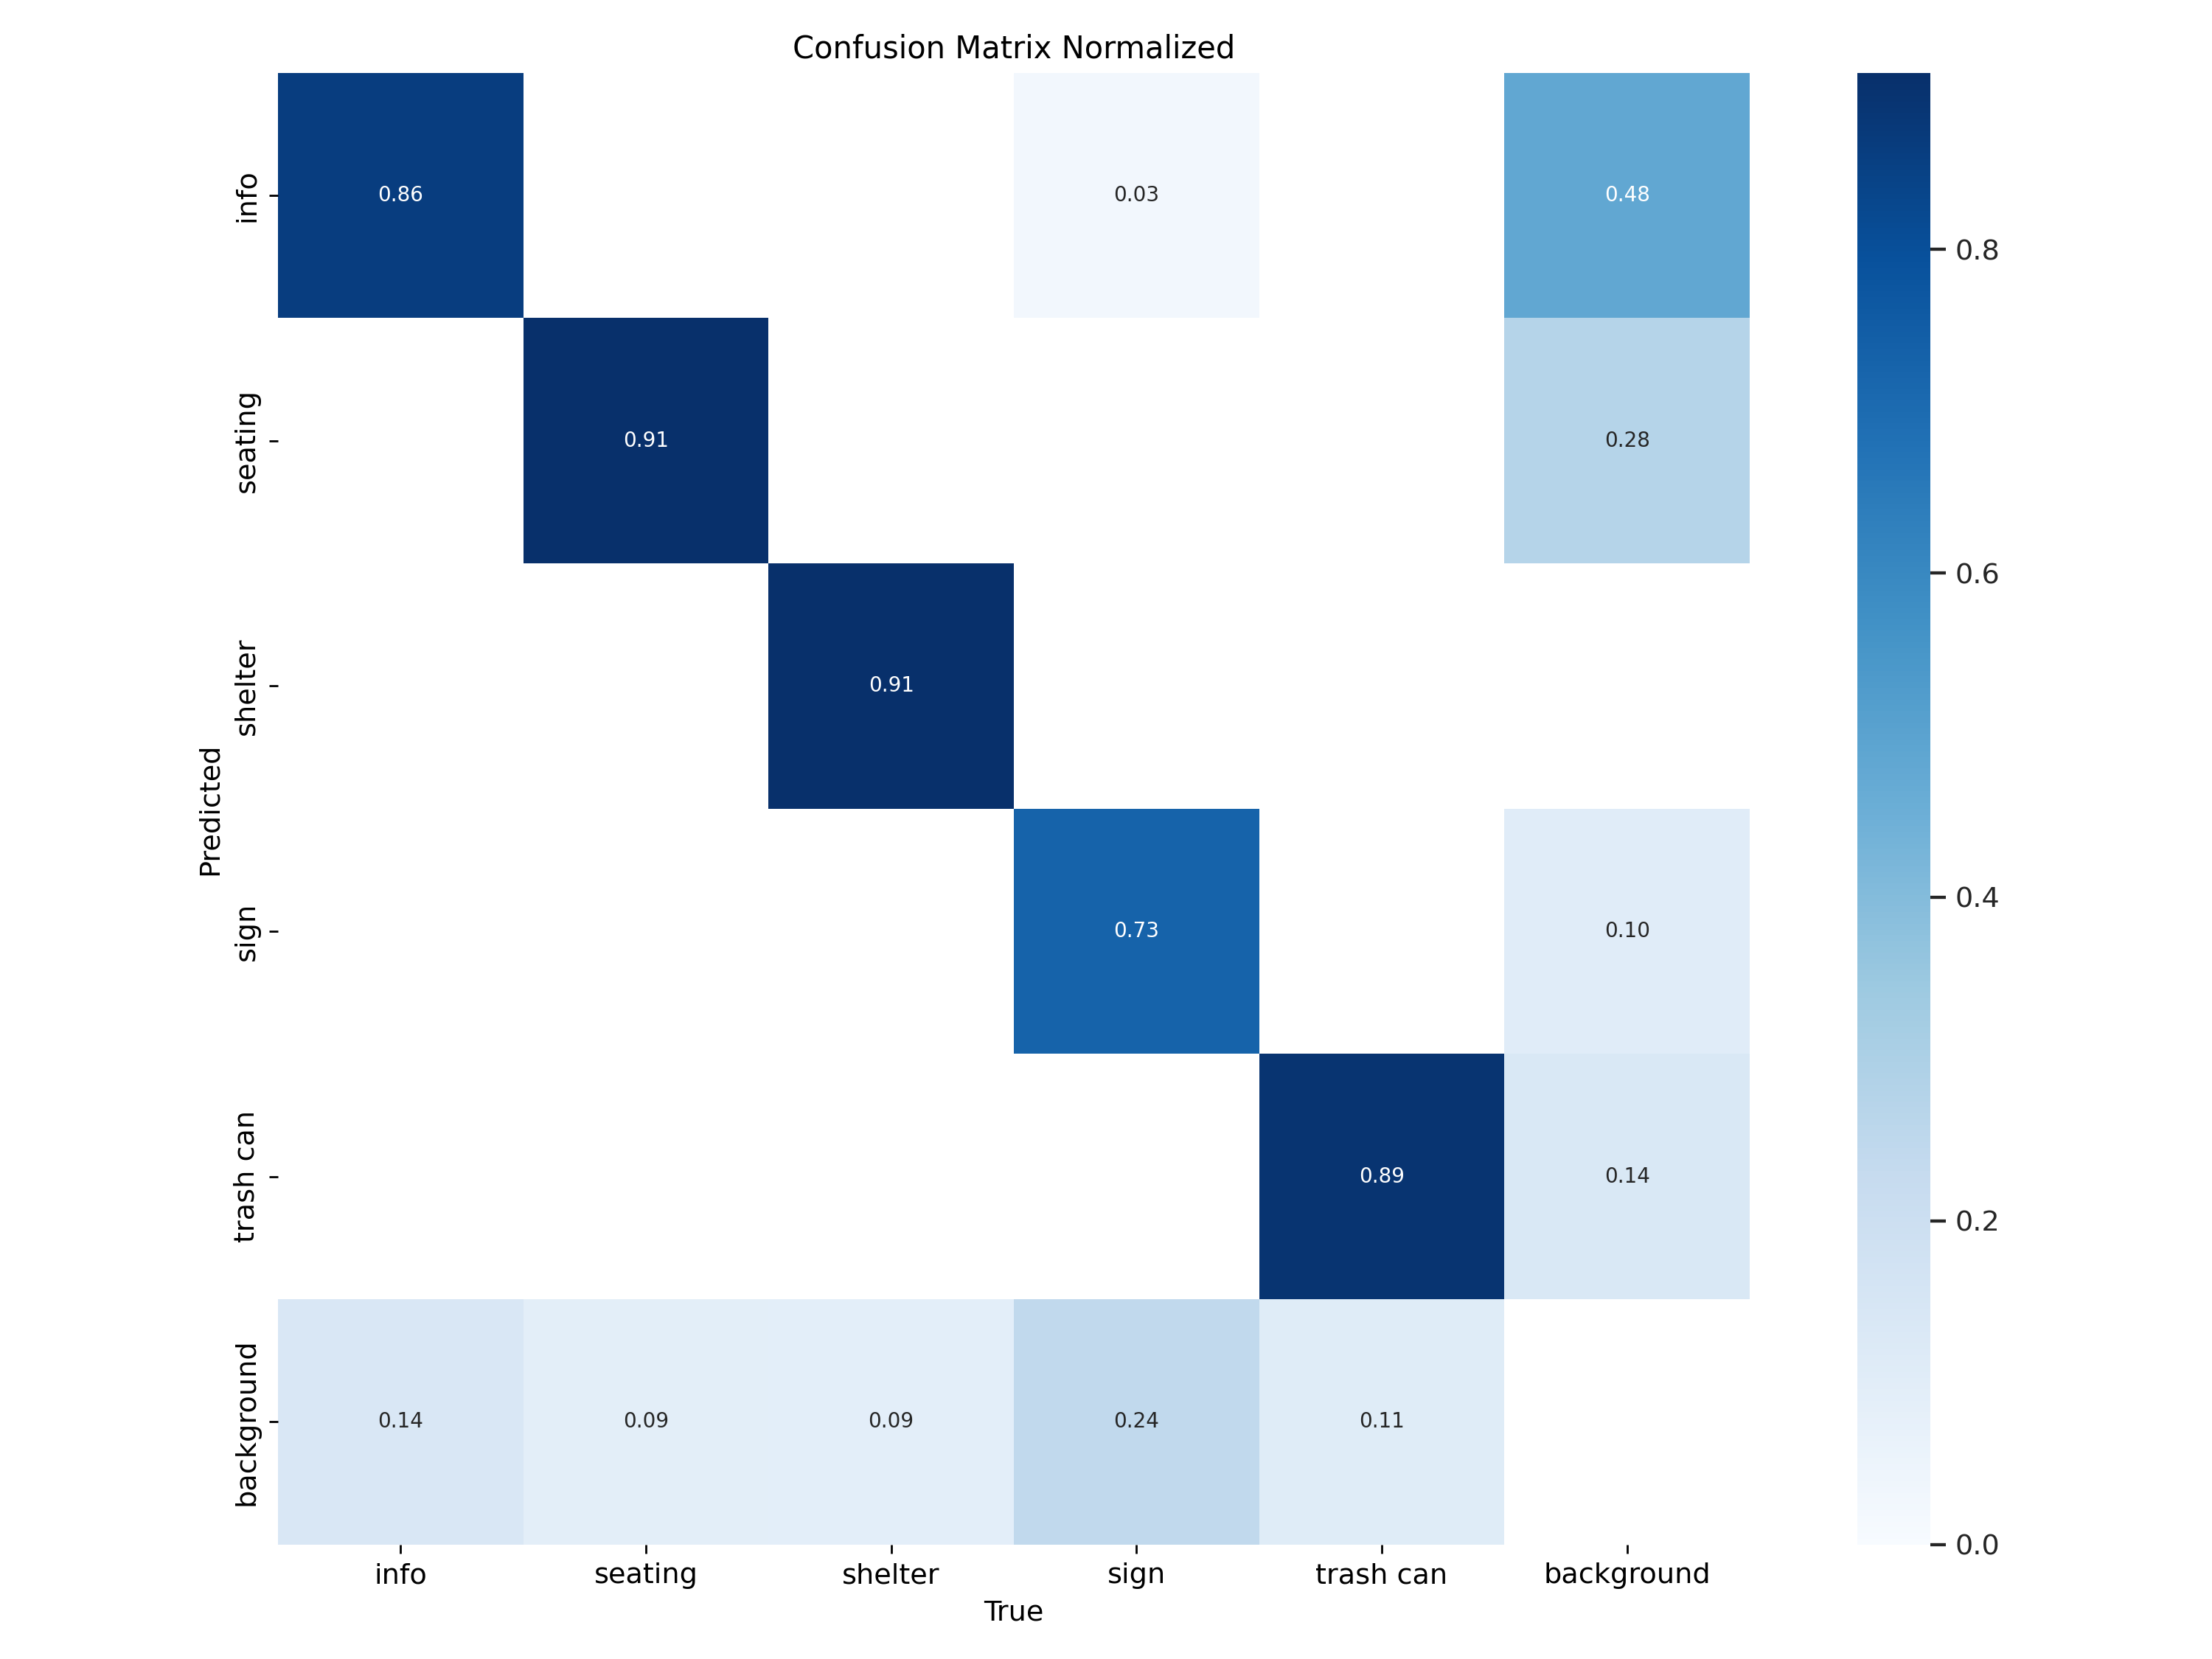 Confusion Matrix Normalized
info
0.86
0.03
0.48
0.8
seating
0.91
0.28
0.6
shelter
0.91
Predicted
sign
0.73
0.10
0.4
trash can
0.89
0.14
0.2
background
0.14
0.09
0.09
0.24
0.11
0.0
info
seating
shelter
sign
trash can
background
True